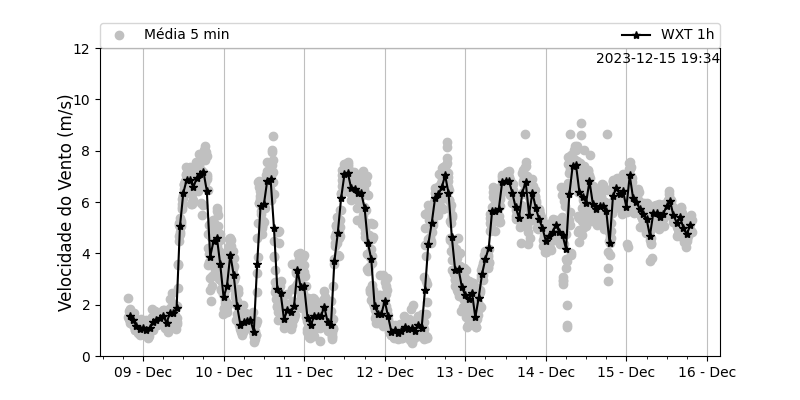 Média 5 min
WXT 1h
2023-12-15 19:34
Velocidade do Vento (m/s)
12
10
8
6
4
2
0
09 - Dec
10 - Dec
11 - Dec
12 - Dec
13 - Dec
14 - Dec
15 - Dec
16 - Dec